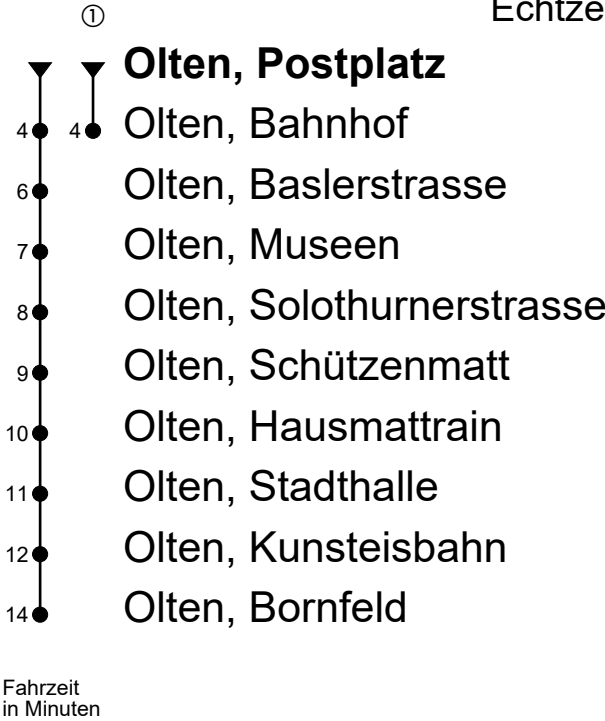 Echtze
①
Olten, Postplatz
4 4 Olten, Bahnhof
6 Olten, Baslerstrasse
7 Olten, Museen
8 Olten, Solothurnerstrasse
9 Olten, Schützenmatt
10 Olten, Hausmattrain
11 Olten, Stadthalle
12 Olten, Kunsteisbahn
14 Olten, Bornfeld
Fahrzeit
in Minuten